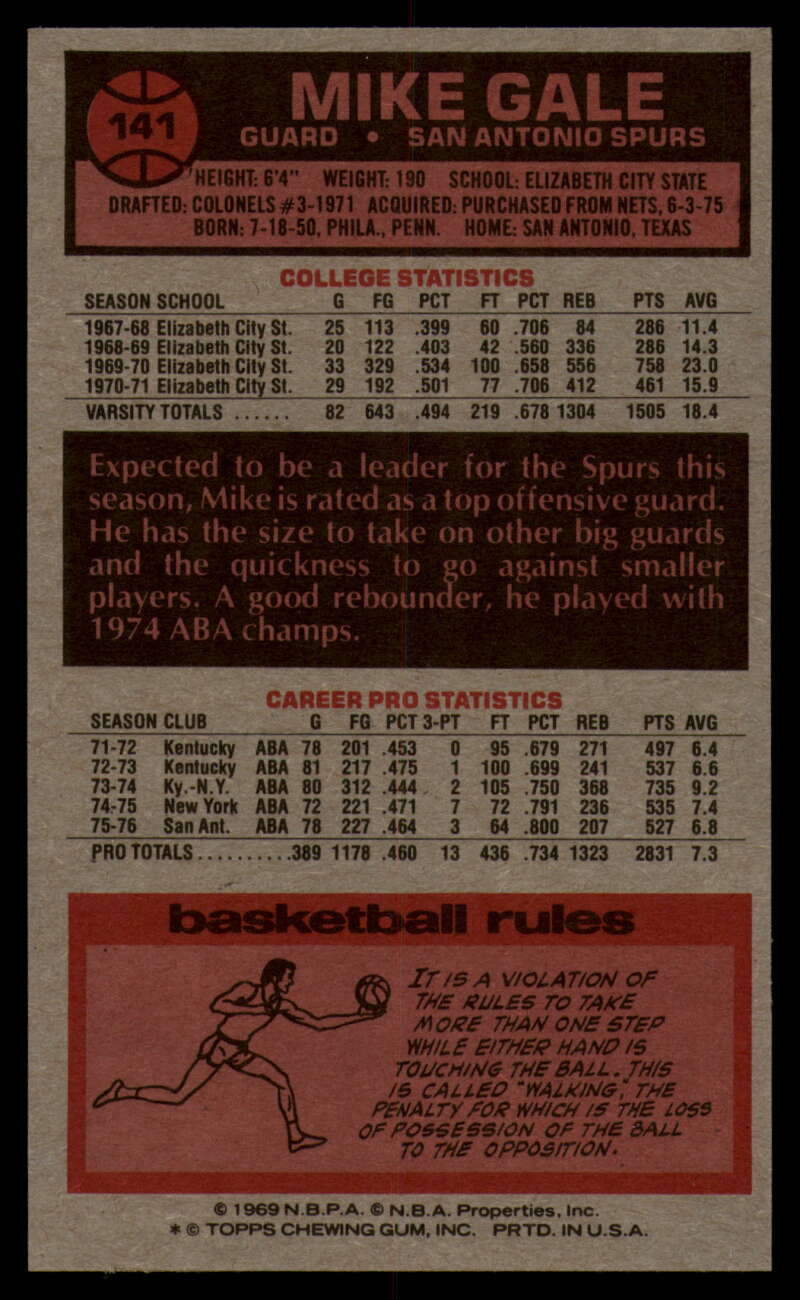 141
MIKE GALE
GUARD • SAN ANTONIO SPURS
HEIGHT: 6'4" WEIGHT: 190 SCHOOL: ELIZABETH CITY STATE
DRAFTED: COLONELS #3-1971 ACQUIRED: PURCHASED FROM NETS, 6-3-75
BORN: 7-18-50, PHILA., PENN. HOME: SAN ANTONIO, TEXAS
COLLEGE STATISTICS
SEASON SCHOOL G FG PCT FT PCT REB PTS AVG
1967-68 Elizabeth City St. 25 113 .399 60 .706 84 286 11.4
1968-69 Elizabeth City St. 20 122 .403 42 .560 336 286 14.3
1969-70 Elizabeth City St. 33 329 .534 100 .658 556 758 23.0
1970-71 Elizabeth City St. 29 192 .501 77 .706 412 461 15.9
VARSITY TOTALS ...... 82 643 .494 219 .678 1304 1505 18.4
Expected to be a leader for the Spurs this
season, Mike is rated as a top offensive guard.
He has the size to take on other big guards
and the quickness to go against smaller
players. A good rebounder, he played with
1974 ABA champs.
CAREER PRO STATISTICS
SEASON CLUB G FG PCT 3-PT FT PCT REB PTS AVG
71-72 Kentucky ABA 78 201 .453 0 95 .679 271 497 6.4
72-73 Kentucky ABA 81 217 .475 1 100 .699 241 537 6.6
73-74 Ky.-N.Y. ABA 80 312 .444 2 105 .750 368 735 9.2
74-75 New York ABA 72 221 .471 7 72 .791 236 535 7.4
75-76 San Ant. ABA 78 227 .464 3 64 .800 207 527 6.8
PRO TOTALS..........389 1178 .460 13 436 .734 1323 2831 7.3
basketball rules
IT IS A VIOLATION OF
THE RULES TO TAKE
MORE THAN ONE STEP
WHILE EITHER HAND IS
TOUCHING THE BALL. THIS
IS CALLED "WALKING," THE
PENALTY FOR WHICH IS THE LOSS
OF POSSESSION OF THE BALL
TO THE OPPOSITION.
© 1969 N.B.P.A. © N.B.A. Properties, Inc.
* © TOPPS CHEWING GUM, INC. PRTD. IN U.S.A.